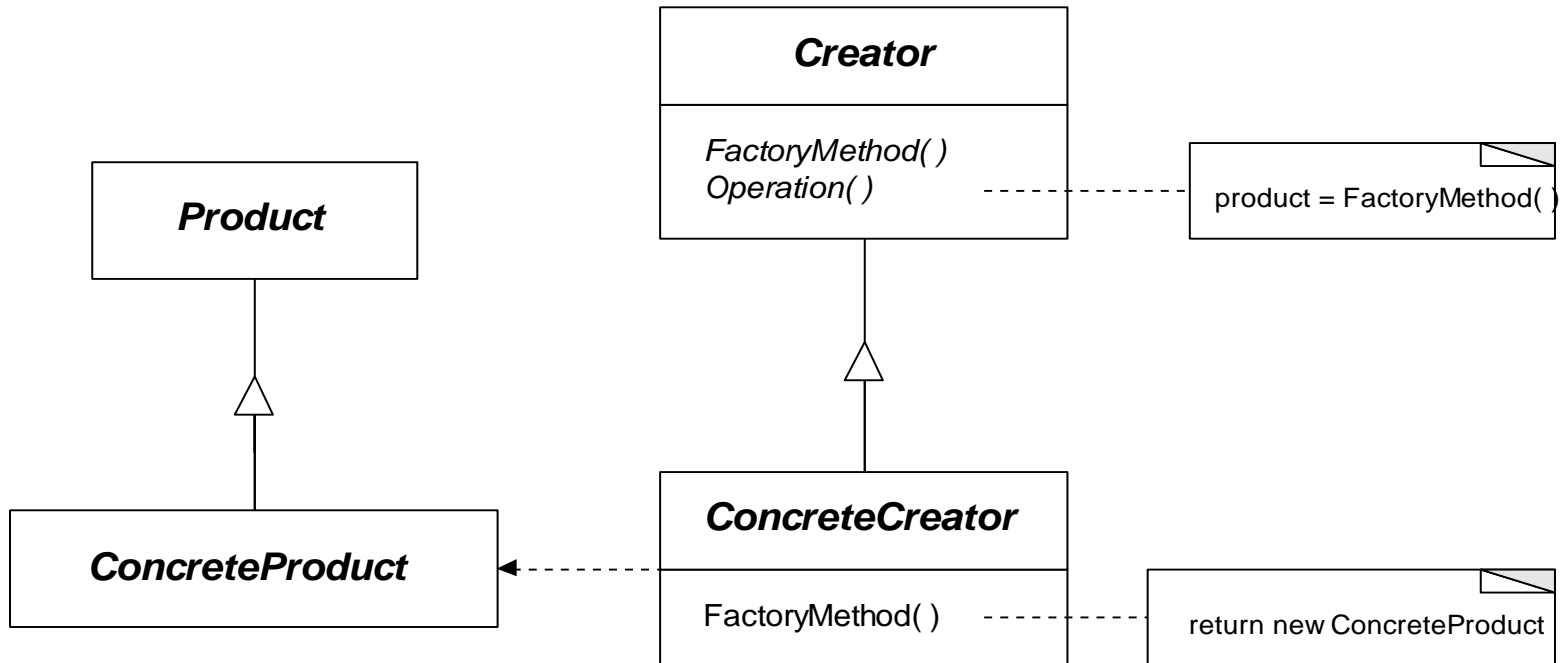 Creator
FactoryMethod( )
Operation( )
product = FactoryMethod( )
Product
ConcreteCreator
ConcreteProduct
FactoryMethod( )
return new ConcreteProduct